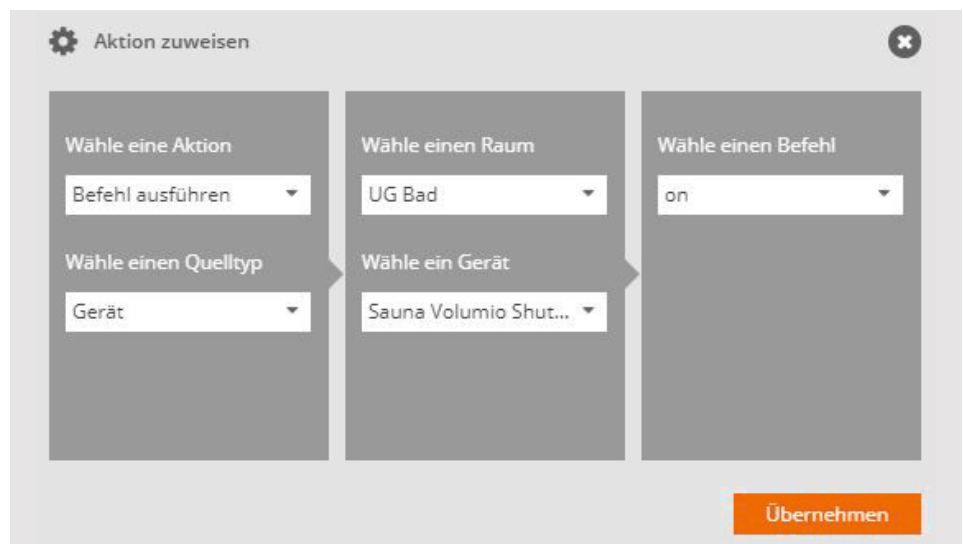 Aktion zuweisen
Wähle eine Aktion
Befehl ausführen
Wähle einen Quelltyp
Gerät
Wähle einen Raum
UG Bad
Wähle ein Gerät
Sauna Volumio Shut...
Wähle einen Befehl
on
Übernehmen